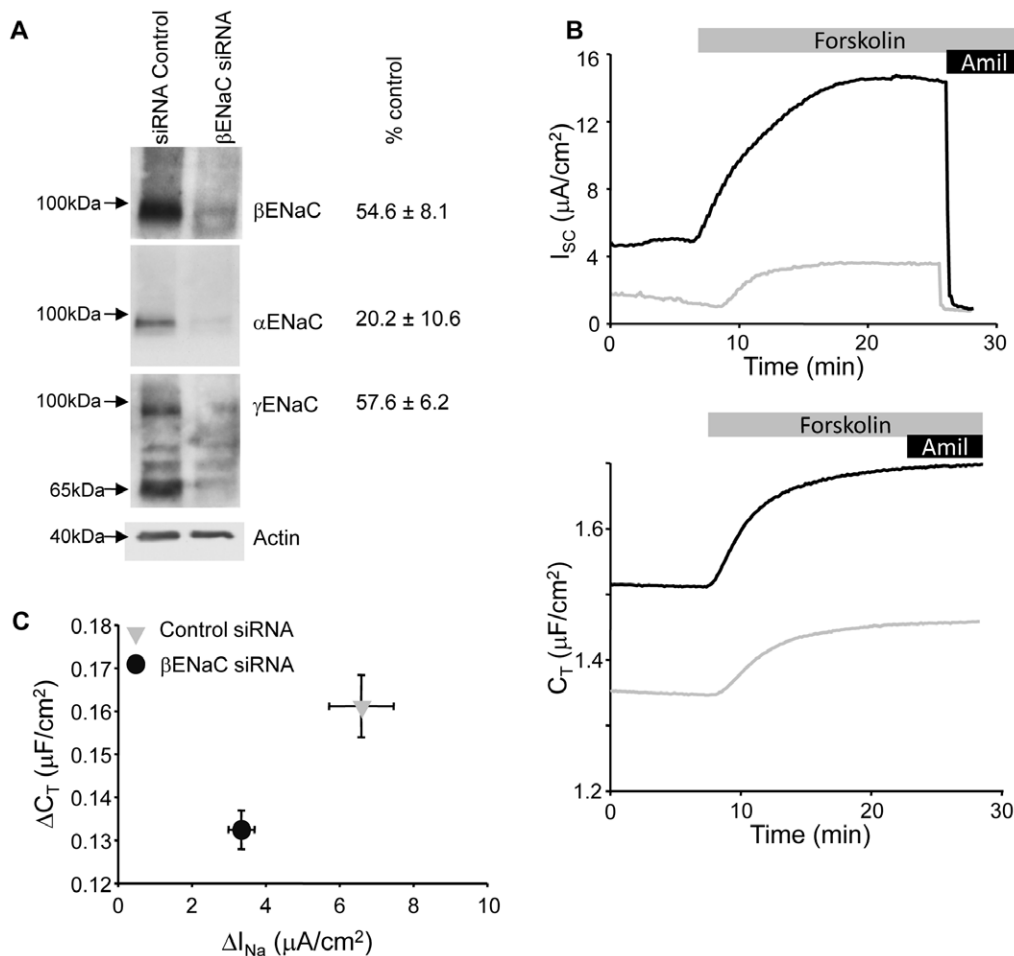 A
siRNA Control
βENaC siRNA
% control
100kDa
βENaC
54.6 ± 8.1
100kDa
αENaC
20.2 ± 10.6
100kDa
γENaC
57.6 ± 6.2
65kDa
40kDa
Actin
B
Forskolin
Amil
16
12
8
4
0
I_SC (µA/cm²)
0
10
20
30
Time (min)
Forskolin
Amil
1.6
1.4
1.2
C_T (µF/cm²)
0
10
20
30
Time (min)
C
Control siRNA
βENaC siRNA
0.18
0.17
0.16
0.15
0.14
0.13
0.12
ΔC_T (µF/cm²)
0
2
4
6
8
10
ΔI_Na (µA/cm²)